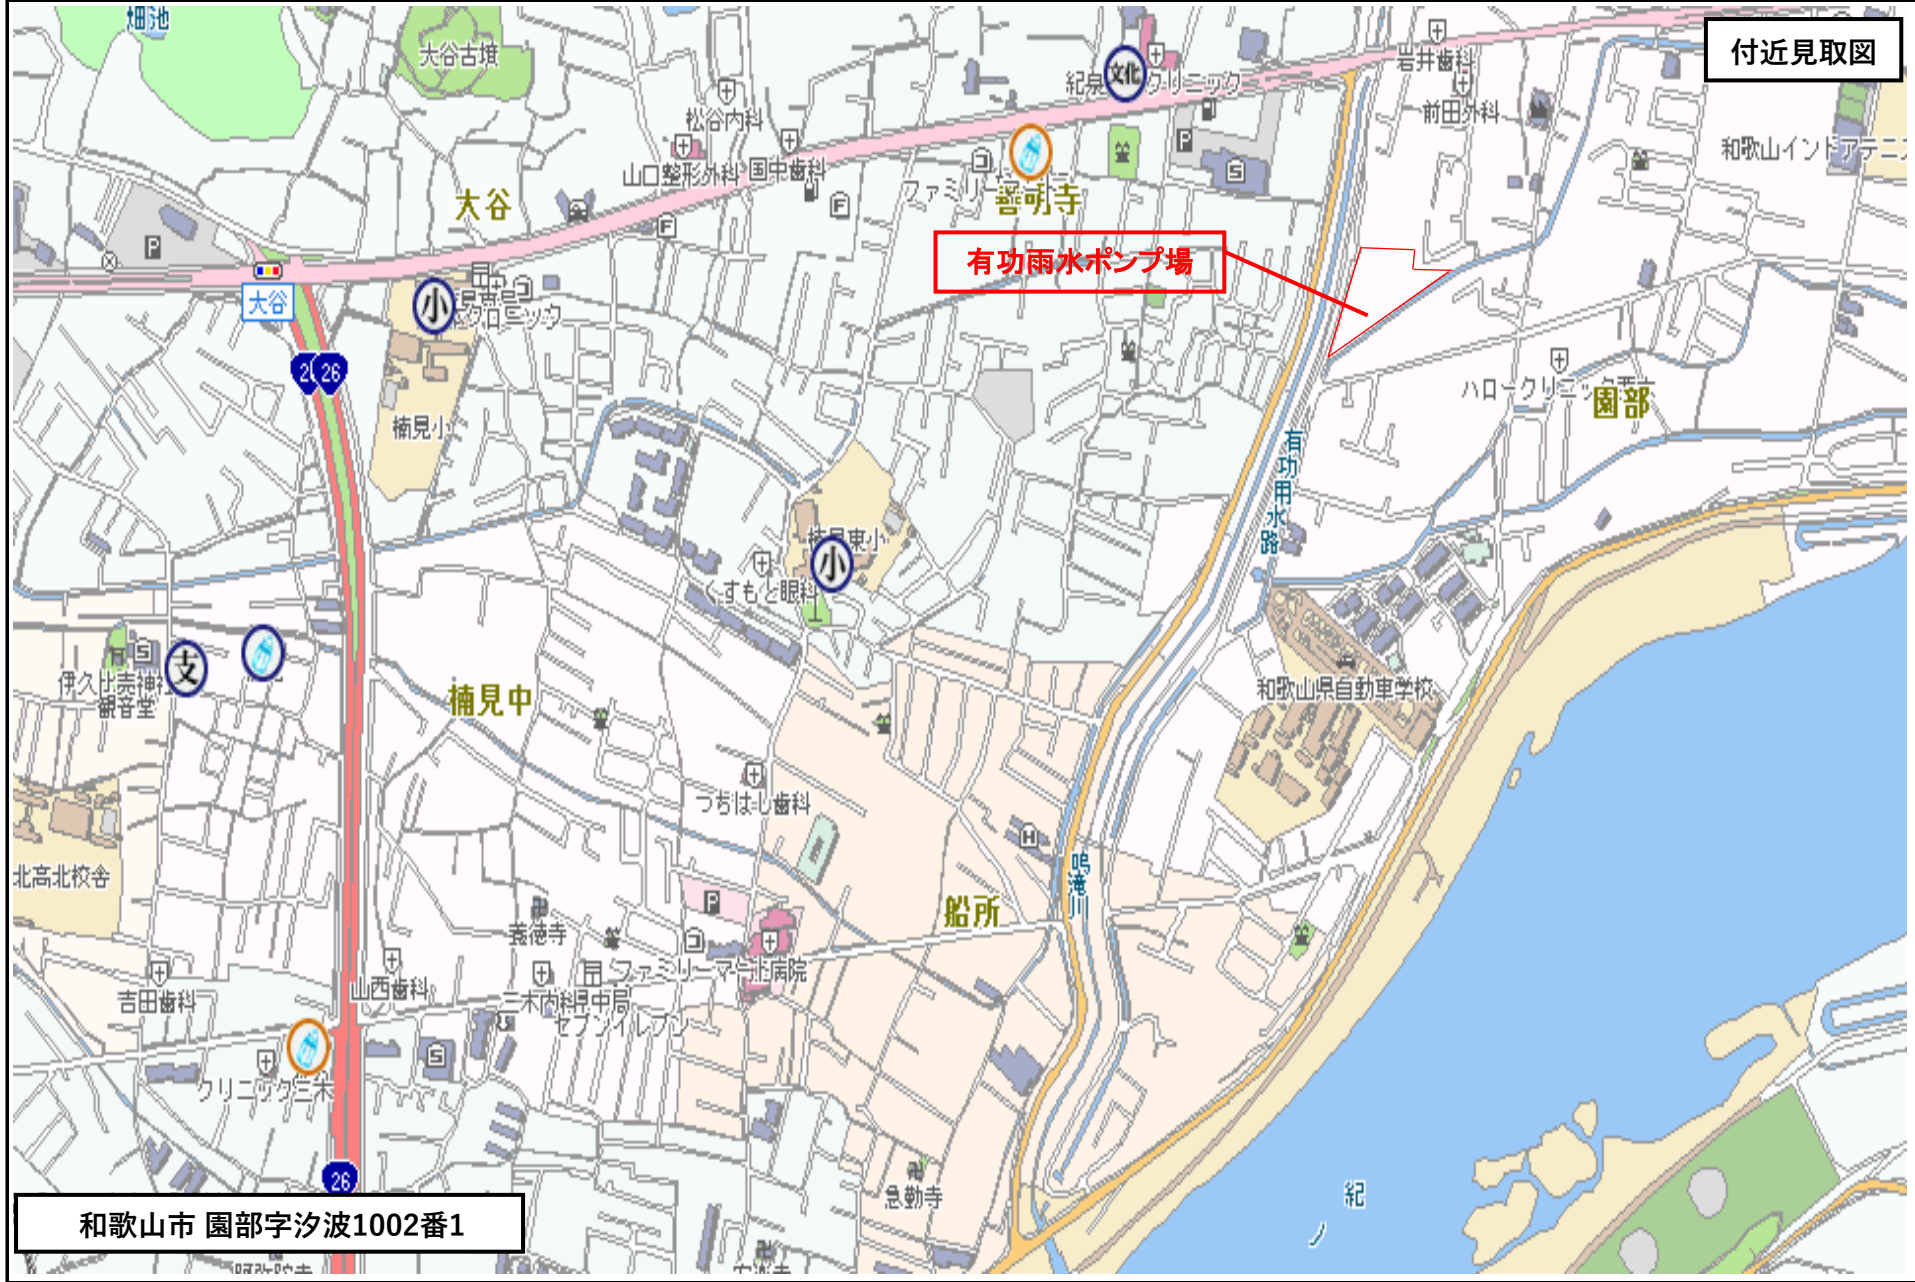 畑池
大谷古墳
付近見取図
岩井歯科
前田外科
文化
クリニック
松谷内科
山口整形外科
国中歯科
和歌山インドアテニス
大谷
善明寺
有功雨水ポンプ場
小
大谷
26
楠見小
ハロークリニック
園部
有功用水路
楠見東小
小
くすもと眼科
支
伊久比売神社
観音堂
楠見中
和歌山県自動車学校
つちはし歯科
北高北校舎
鳴滝川
船所
養徳寺
ファミリーマート
病院
山西歯科
吉田歯科
三木内科
セブンイレブン
クリニック三木
26
急勤寺
紀
ノ
和歌山市 園部字汐波1002番1